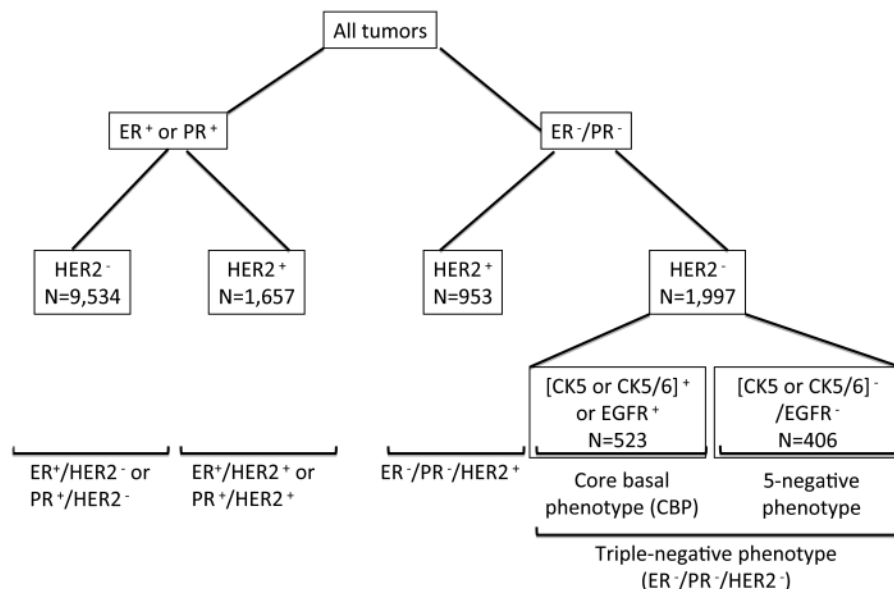 All tumors
ER⁺ or PR⁺
ER⁻/PR⁻
HER2⁻
N=9,534
HER2⁺
N=1,657
HER2⁺
N=953
HER2⁻
N=1,997
[CK5 or CK5/6]⁺
or EGFR⁺
N=523
[CK5 or CK5/6]⁻
/EGFR⁻
N=406
ER⁺/HER2⁻ or
PR⁺/HER2⁻
ER⁺/HER2⁺ or
PR⁺/HER2⁺
ER⁻/PR⁻/HER2⁺
Core basal
phenotype (CBP)
5-negative
phenotype
Triple-negative phenotype
(ER⁻/PR⁻/HER2⁻)